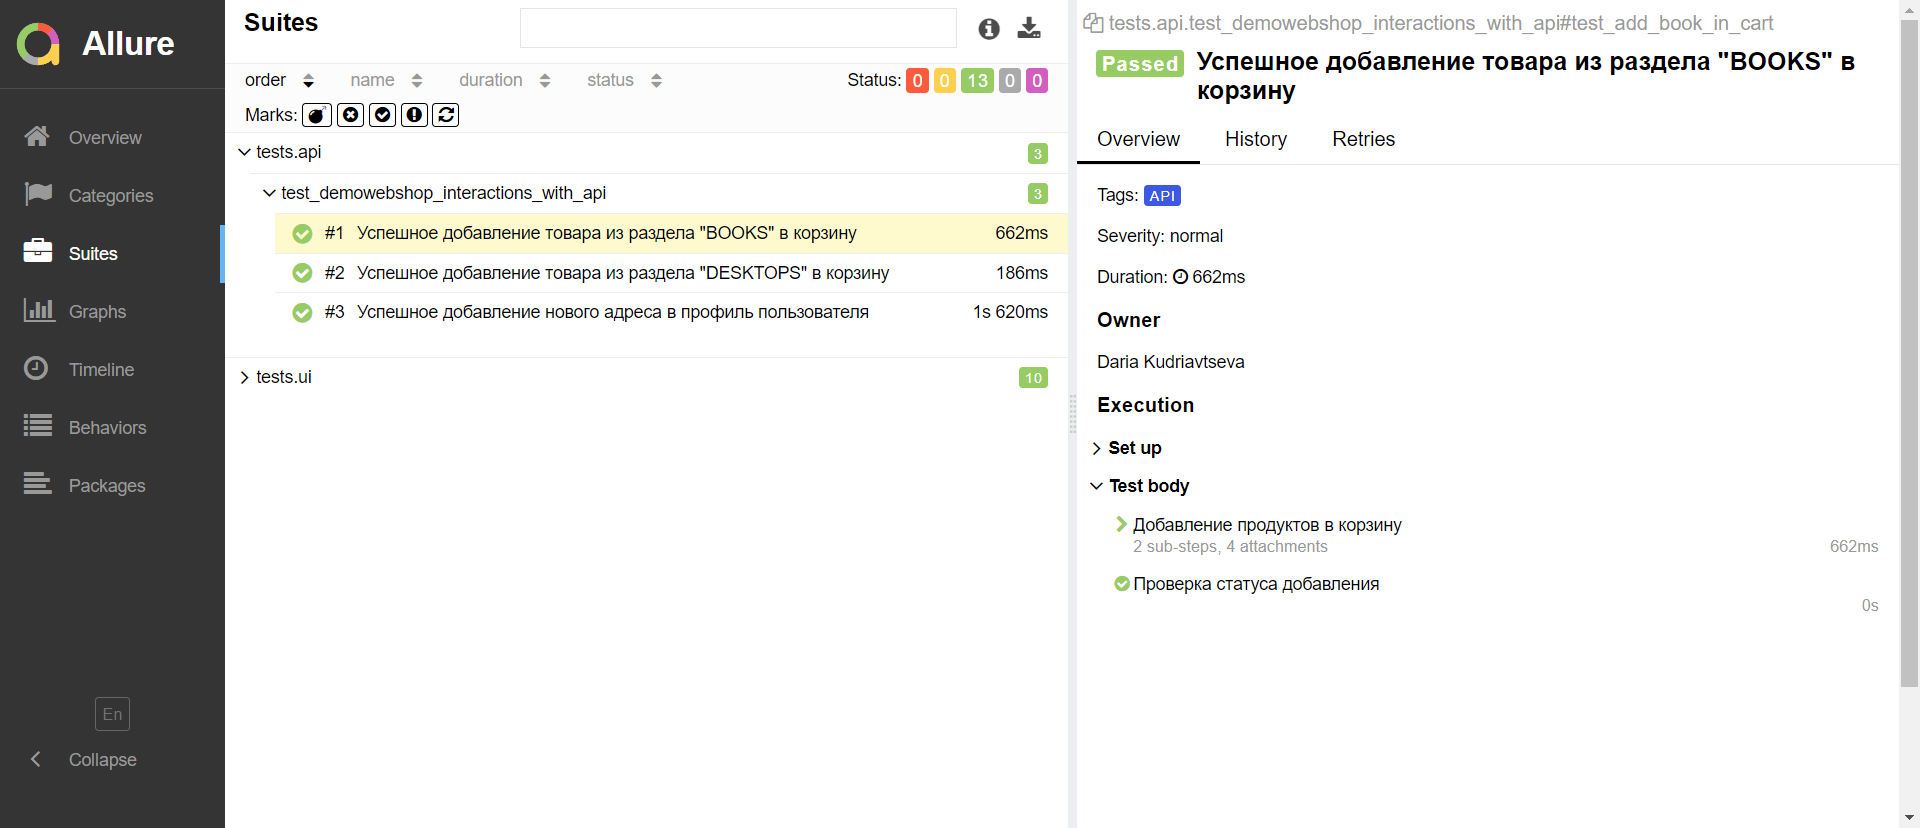 Allure
Overview
Categories
Suites
Graphs
Timeline
Behaviors
Packages
En
Collapse
Suites
order name duration status Status: 0 0 13 0 0
Marks:
tests.api 3
test_demowebshop_interactions_with_api 3
#1 Успешное добавление товара из раздела "BOOKS" в корзину 662ms
#2 Успешное добавление товара из раздела "DESKTOPS" в корзину 186ms
#3 Успешное добавление нового адреса в профиль пользователя 1s 620ms
tests.ui 10
tests.api.test_demowebshop_interactions_with_api#test_add_book_in_cart
Passed Успешное добавление товара из раздела "BOOKS" в
корзину
Overview History Retries
Tags: API
Severity: normal
Duration: 662ms
Owner
Daria Kudriavtseva
Execution
Set up
Test body
Добавление продуктов в корзину
2 sub-steps, 4 attachments 662ms
Проверка статуса добавления
0s